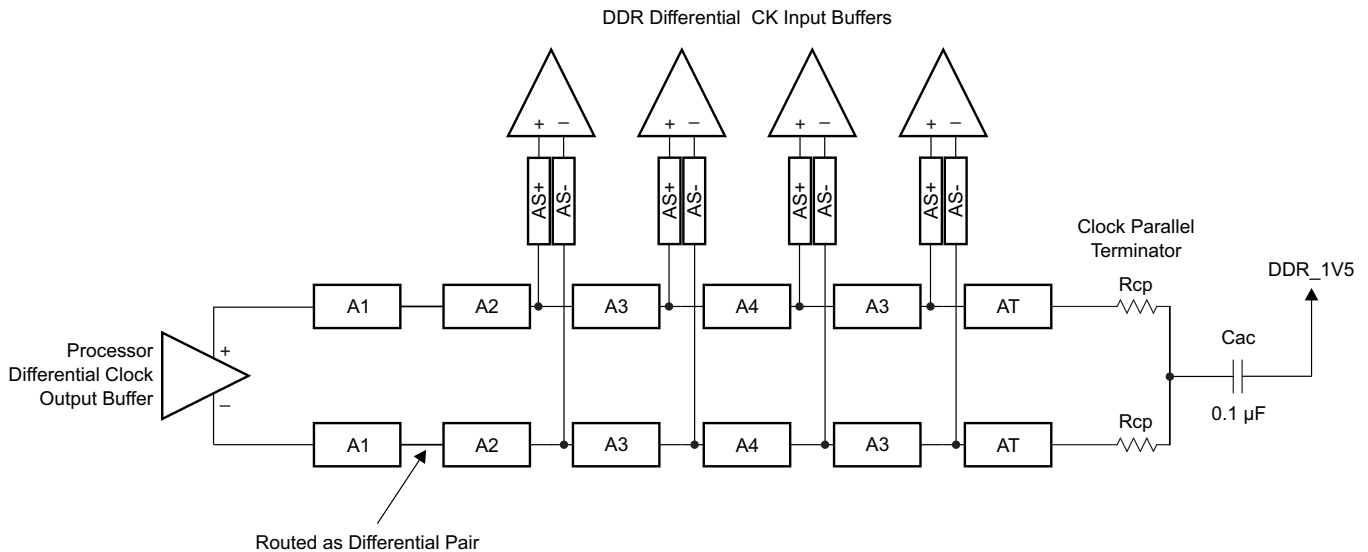 DDR Differential CK Input Buffers
+ – + – + – + –
AS+ AS- AS+ AS- AS+ AS- AS+ AS-
Clock Parallel
Terminator
DDR_1V5
Rcp
A1 A2 A3 A4 A3 AT
Cac
+
Processor
Differential Clock
Output Buffer
–
0.1 µF
Rcp
A1 A2 A3 A4 A3 AT
Routed as Differential Pair